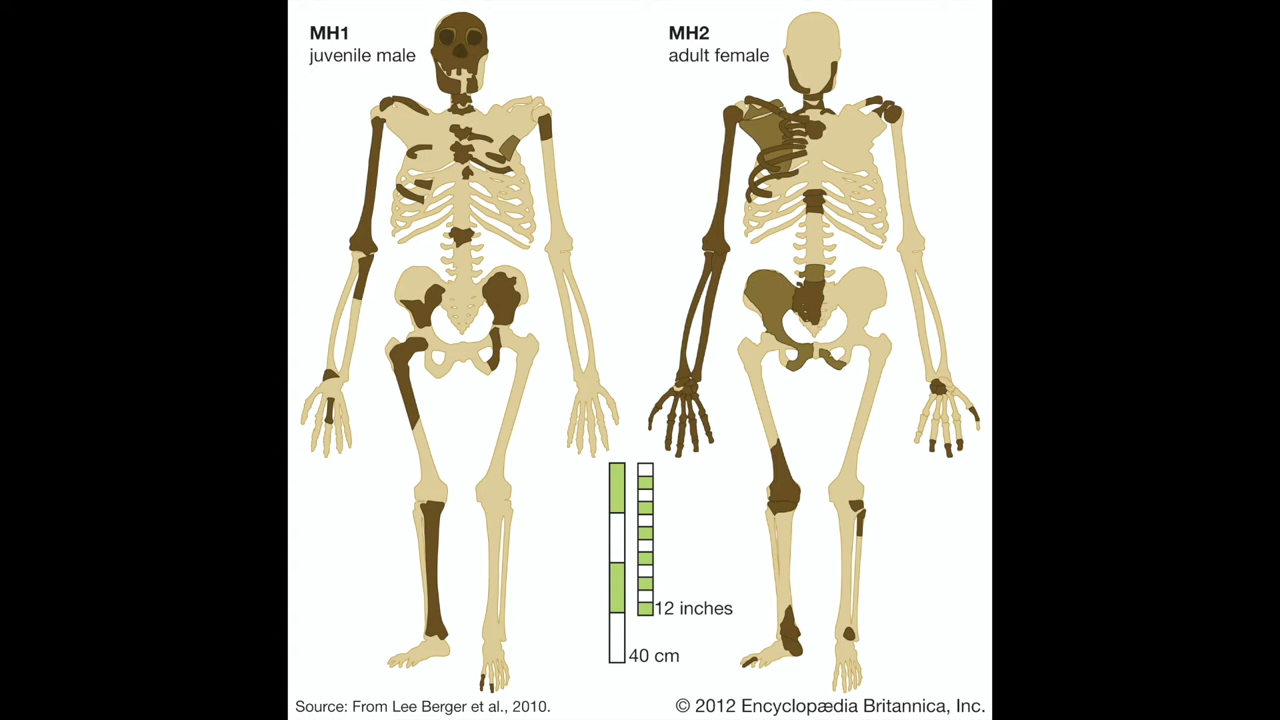 MH1
juvenile male
MH2
adult female
12 inches
40 cm
Source: From Lee Berger et al., 2010.
© 2012 Encyclopædia Britannica, Inc.